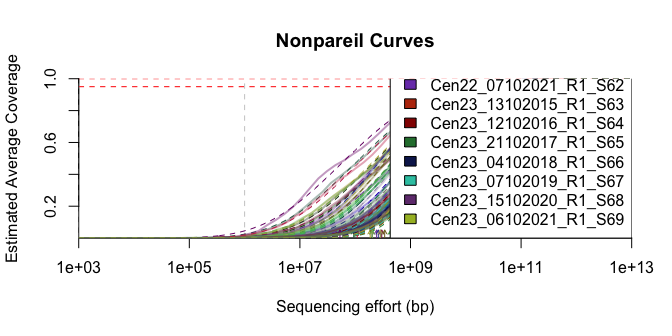 Nonpareil Curves
Estimated Average Coverage
1.0
0.6
0.2
Cen22_07102021_R1_S62
Cen23_13102015_R1_S63
Cen23_12102016_R1_S64
Cen23_21102017_R1_S65
Cen23_04102018_R1_S66
Cen23_07102019_R1_S67
Cen23_15102020_R1_S68
Cen23_06102021_R1_S69
1e+03 1e+05 1e+07 1e+09 1e+11 1e+13
Sequencing effort (bp)